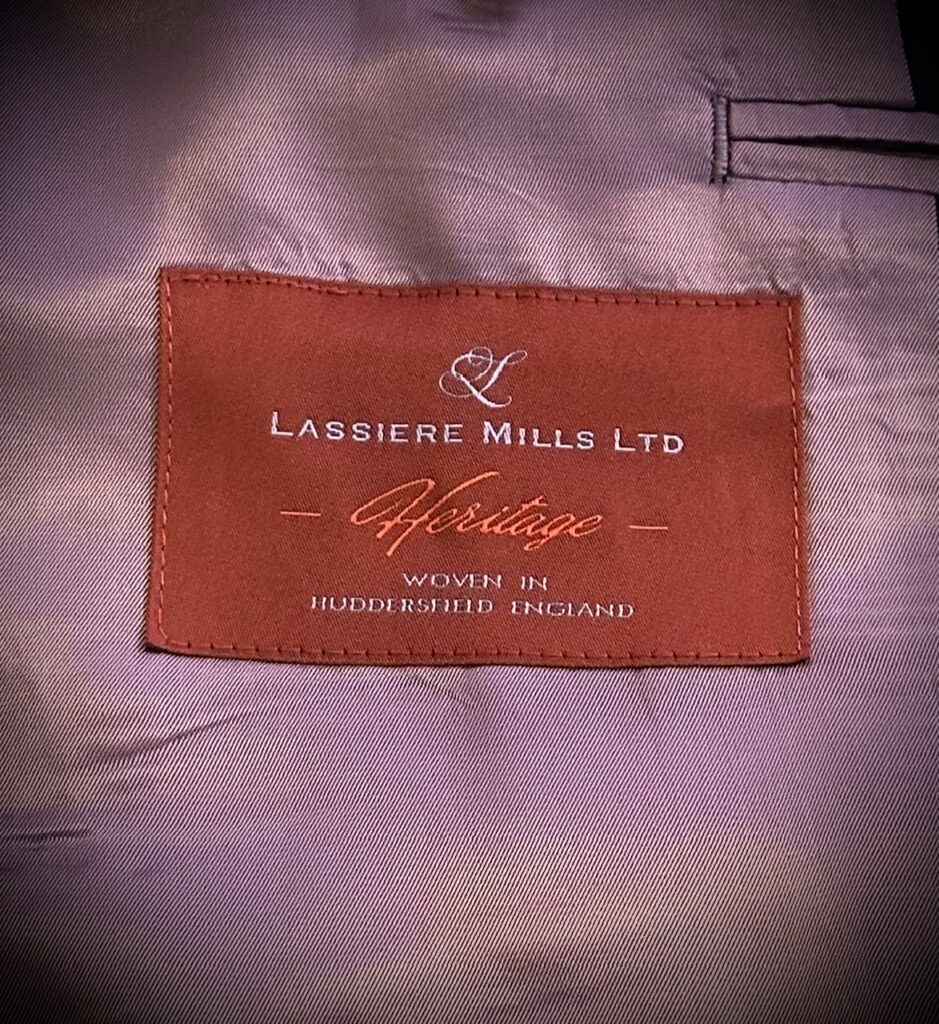 L
LASSIERE MILLS LTD
— Heritage —
WOVEN IN
HUDDERSFIELD ENGLAND